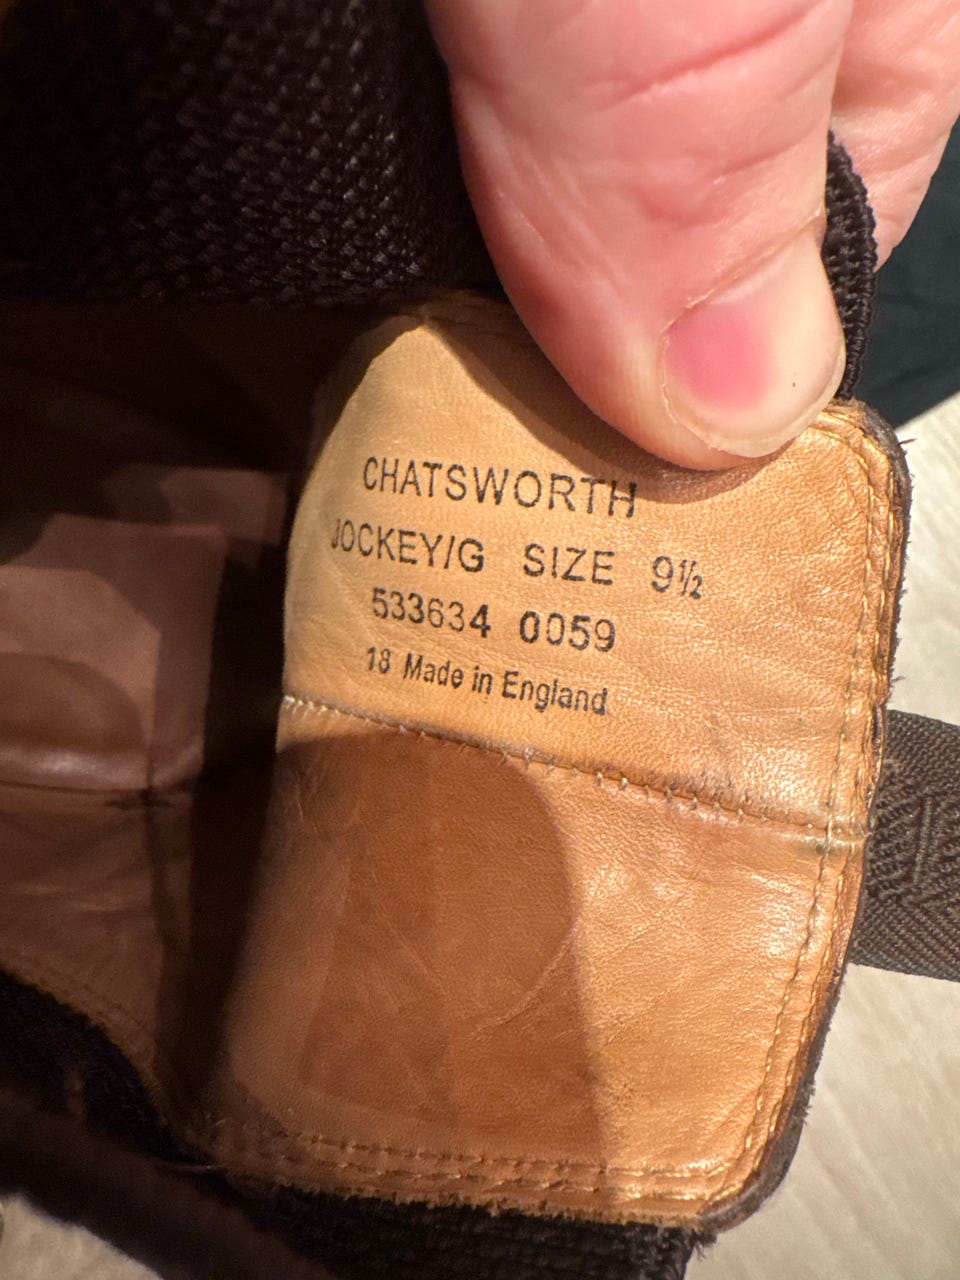 CHATSWORTH
JOCKEY/G SIZE 9½
533634 0059
18 Made in England